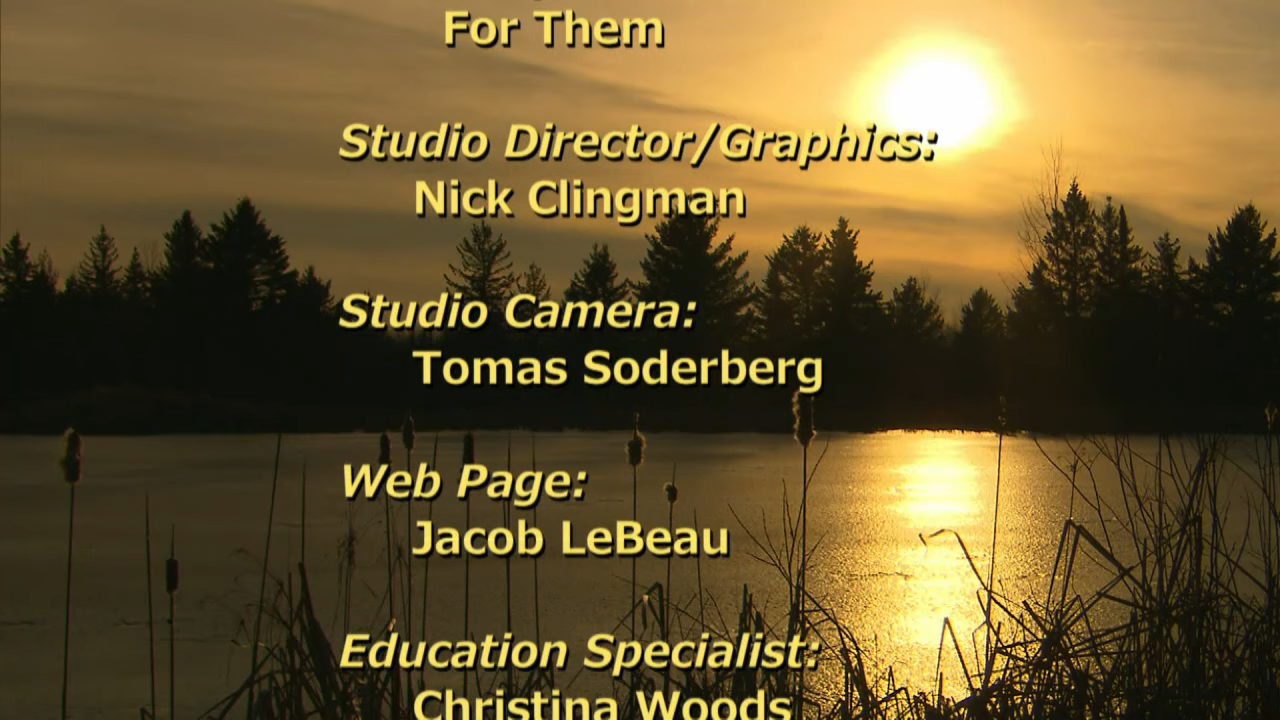 For Them
Studio Director/Graphics:
Nick Clingman
Studio Camera:
Tomas Soderberg
Web Page:
Jacob LeBeau
Education Specialist:
Christina Woods